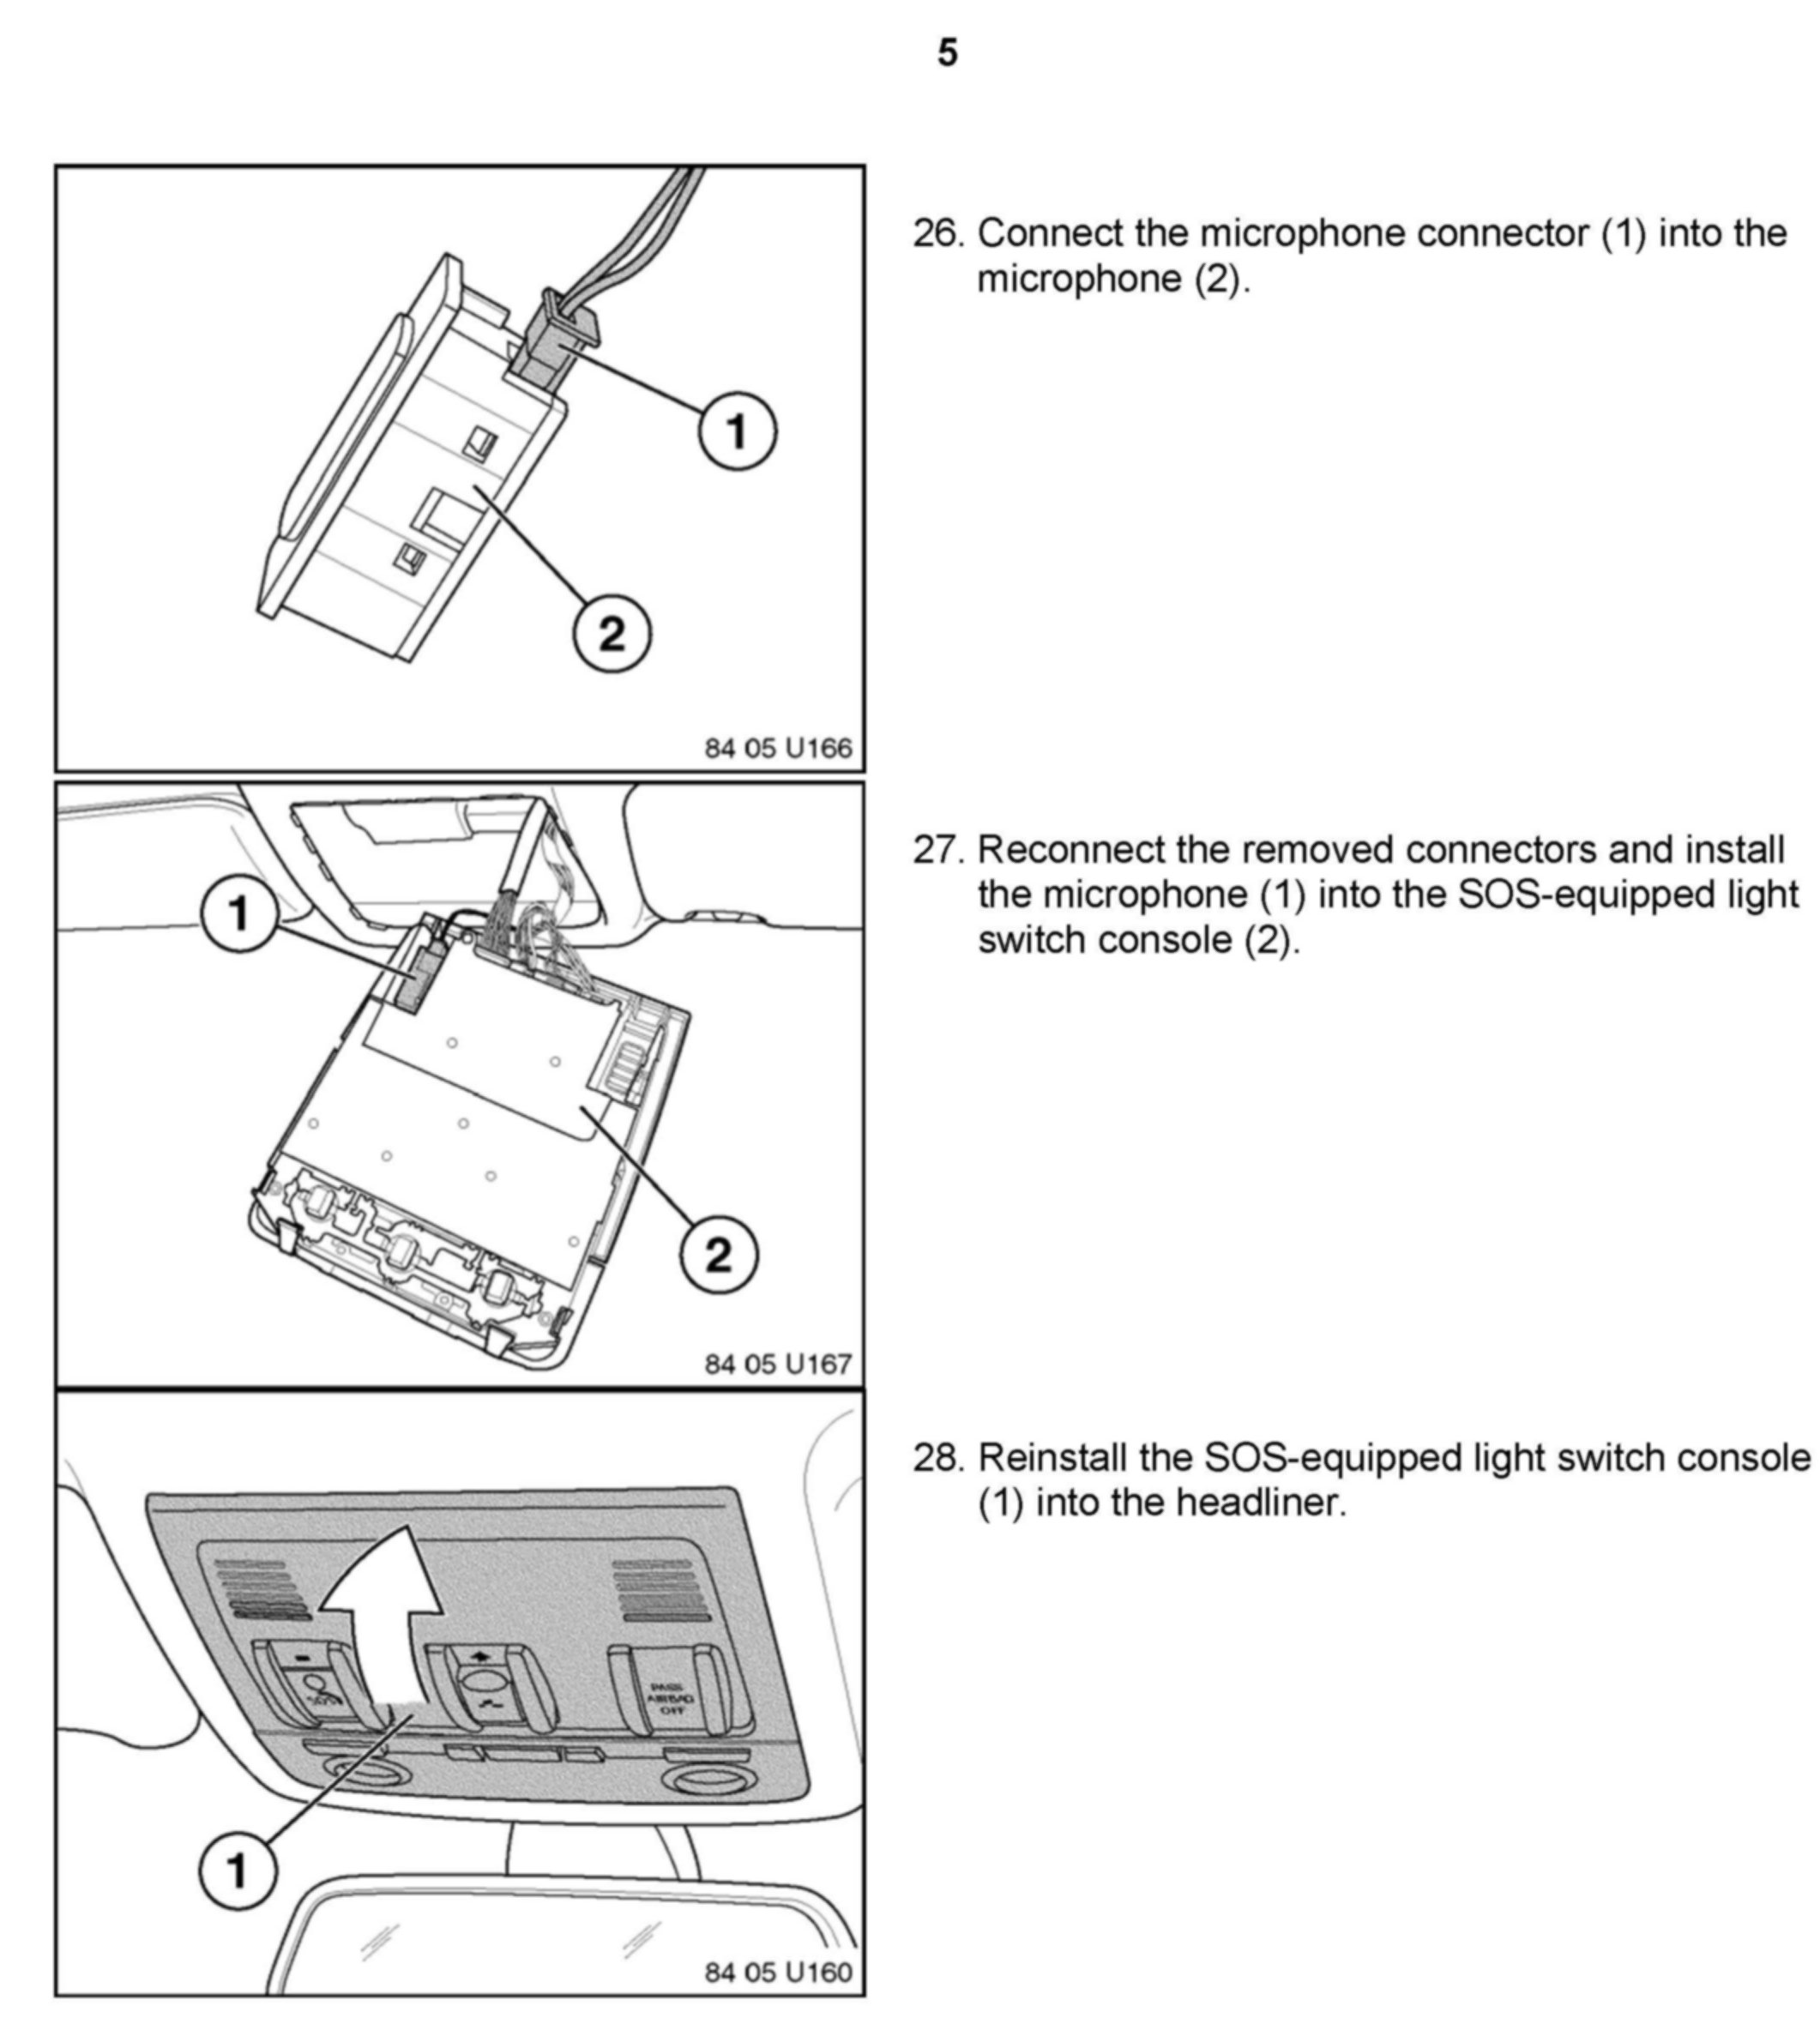 5
26. Connect the microphone connector (1) into the
microphone (2).
1
2
84 05 U166
27. Reconnect the removed connectors and install
the microphone (1) into the SOS-equipped light
switch console (2).
1
2
84 05 U167
28. Reinstall the SOS-equipped light switch console
(1) into the headliner.
SOS
PASS
AIRBAG
OFF
1
84 05 U160